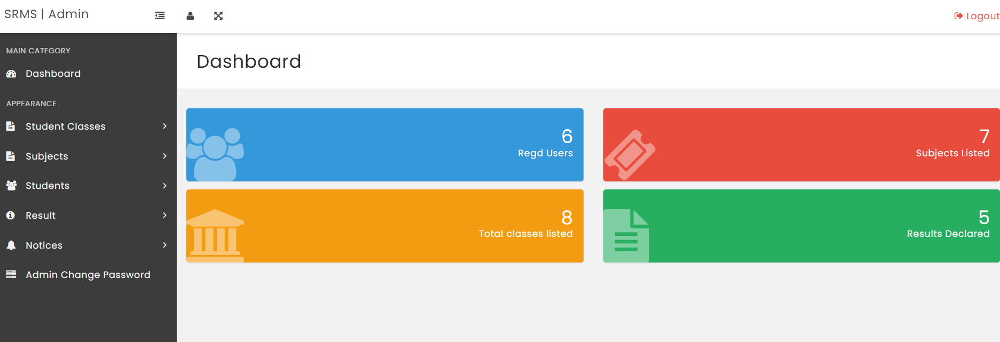 SRMS | Admin
Logout
MAIN CATEGORY
Dashboard
APPEARANCE
Student Classes
Subjects
Students
Result
Notices
Admin Change Password
Dashboard
6
Regd Users
7
Subjects Listed
8
Total classes listed
5
Results Declared